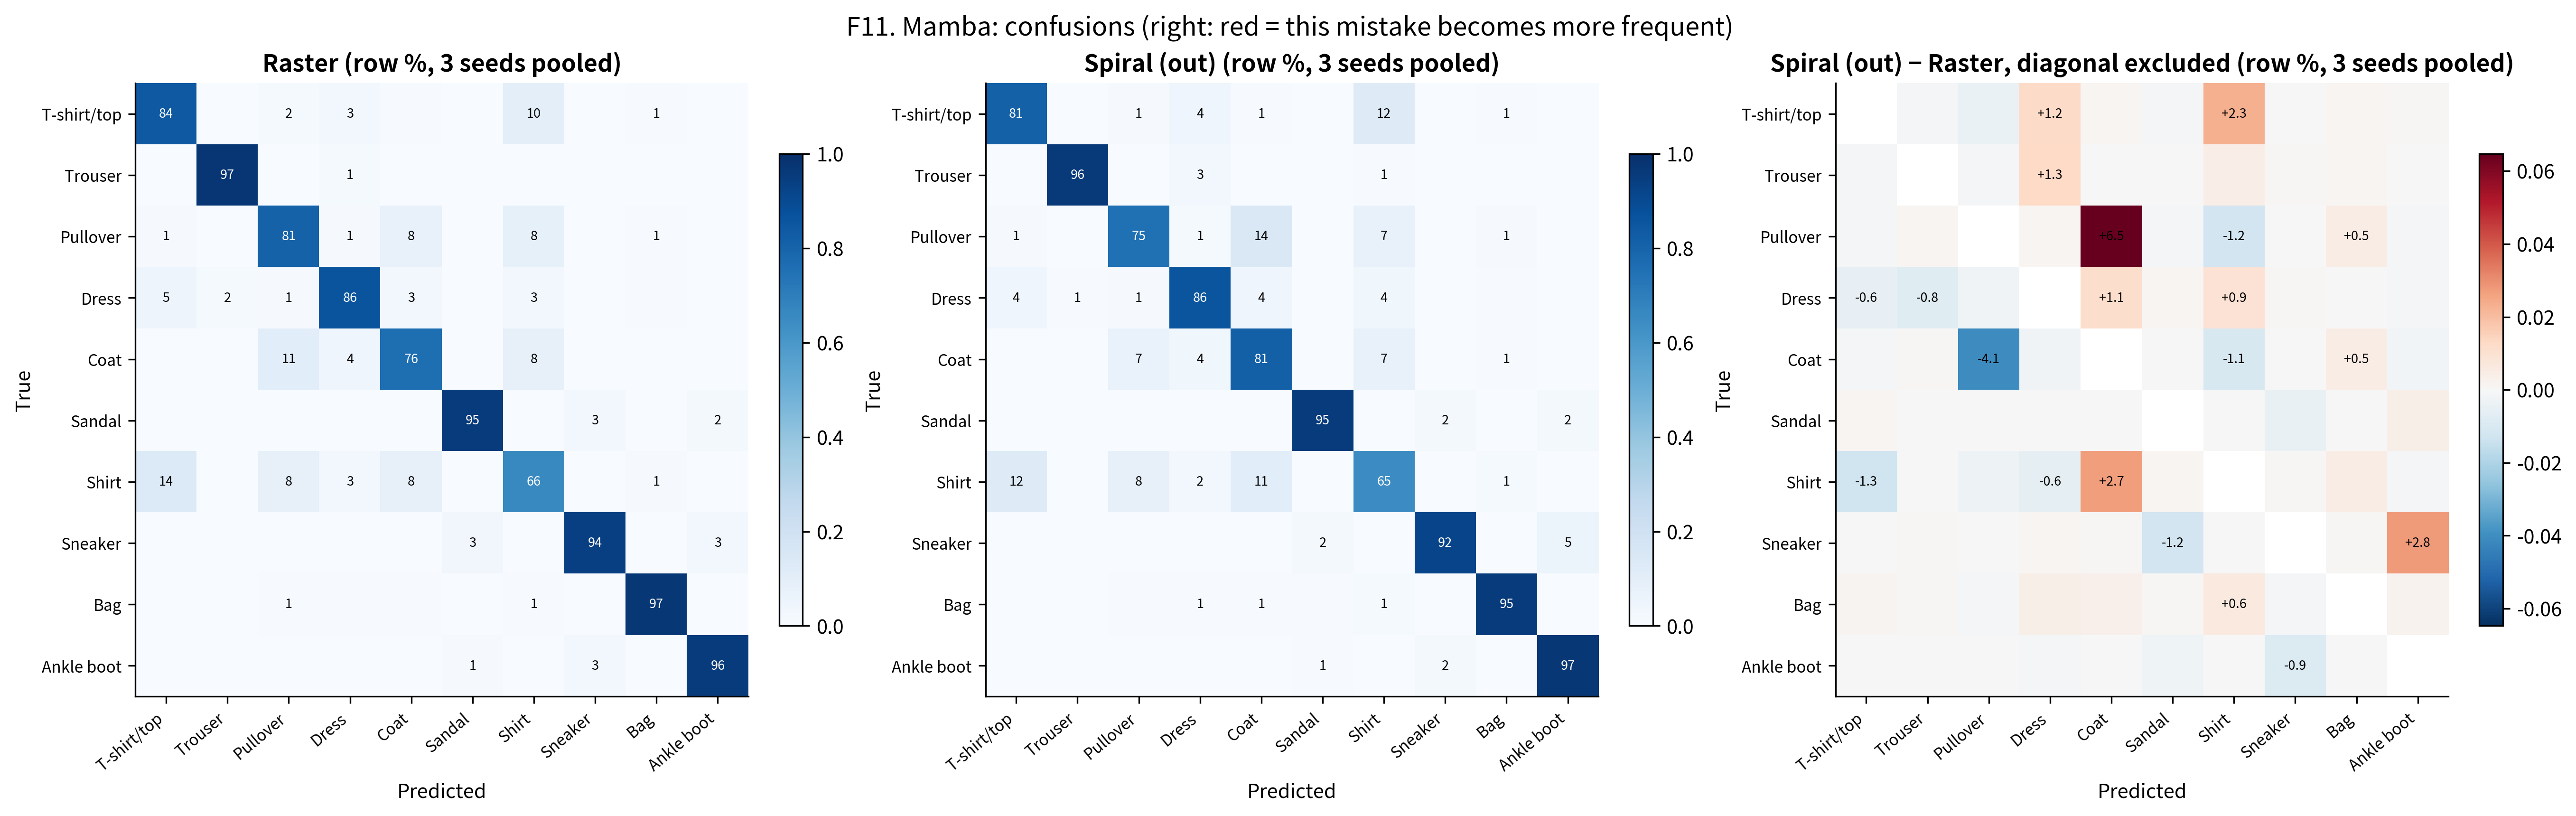 F11. Mamba: confusions (right: red = this mistake becomes more frequent)
Raster (row %, 3 seeds pooled)
True
T-shirt/top 84 2 3 10 1
Trouser 97 1
Pullover 1 81 1 8 8 1
Dress 5 2 1 86 3 3
Coat 11 4 76 8
Sandal 95 3 2
Shirt 14 8 3 8 66 1
Sneaker 3 94 3
Bag 1 1 97
Ankle boot 1 3 96
T-shirt/top Trouser Pullover Dress Coat Sandal Shirt Sneaker Bag Ankle boot
Predicted
1.0
0.8
0.6
0.4
0.2
0.0
Spiral (out) (row %, 3 seeds pooled)
True
T-shirt/top 81 1 4 1 12 1
Trouser 96 3 1
Pullover 1 75 1 14 7 1
Dress 4 1 1 86 4 4
Coat 7 4 81 7 1
Sandal 95 2 2
Shirt 12 8 2 11 65 1
Sneaker 2 92 5
Bag 1 1 1 95
Ankle boot 1 2 97
T-shirt/top Trouser Pullover Dress Coat Sandal Shirt Sneaker Bag Ankle boot
Predicted
1.0
0.8
0.6
0.4
0.2
0.0
Spiral (out) − Raster, diagonal excluded (row %, 3 seeds pooled)
True
T-shirt/top +1.2 +2.3
Trouser +1.3
Pullover +6.5 -1.2 +0.5
Dress -0.6 -0.8 +1.1 +0.9
Coat -4.1 -1.1 +0.5
Sandal
Shirt -1.3 -0.6 +2.7
Sneaker -1.2 +2.8
Bag +0.6
Ankle boot -0.9
T-shirt/top Trouser Pullover Dress Coat Sandal Shirt Sneaker Bag Ankle boot
Predicted
0.06
0.04
0.02
0.00
-0.02
-0.04
-0.06